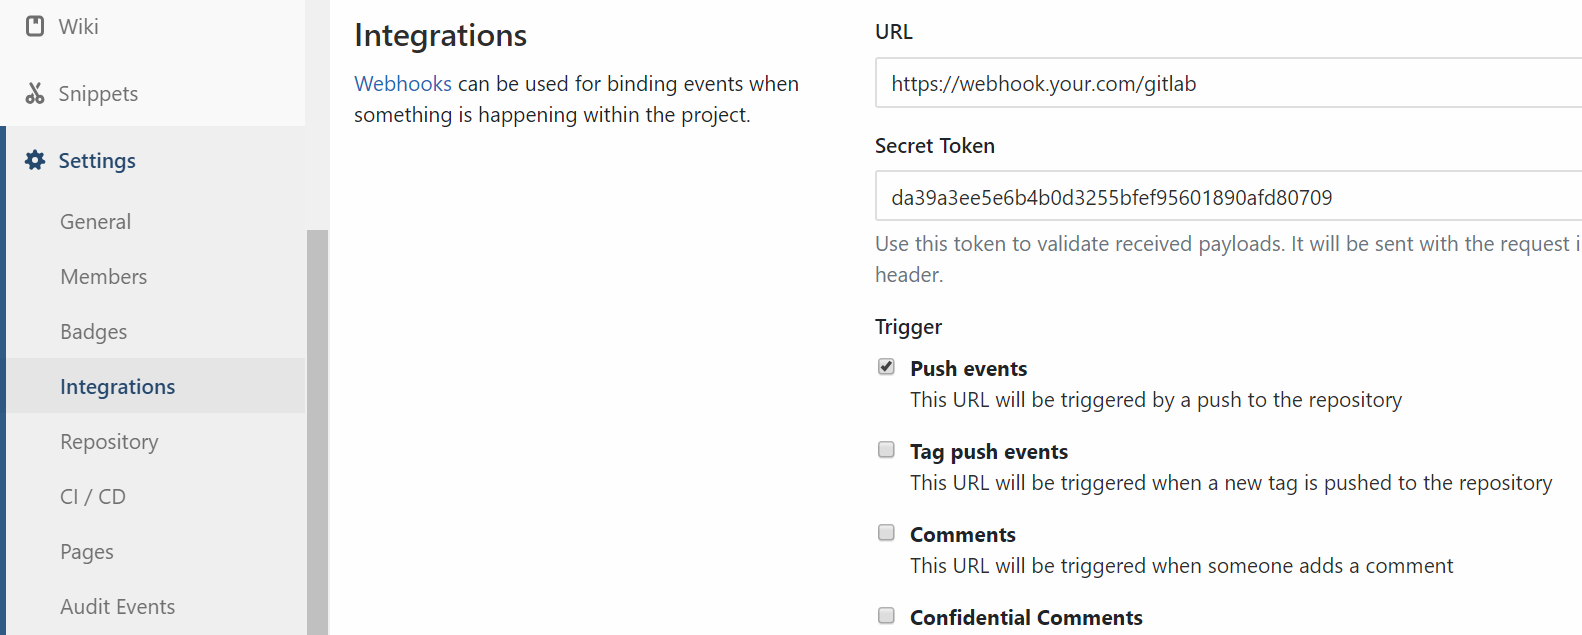 Wiki
Snippets
Settings
General
Members
Badges
Integrations
Repository
CI / CD
Pages
Audit Events
Integrations
Webhooks can be used for binding events when
something is happening within the project.
URL
https://webhook.your.com/gitlab
Secret Token
da39a3ee5e6b4b0d3255bfef95601890afd80709
Use this token to validate received payloads. It will be sent with the request i
header.
Trigger
Push events
This URL will be triggered by a push to the repository
Tag push events
This URL will be triggered when a new tag is pushed to the repository
Comments
This URL will be triggered when someone adds a comment
Confidential Comments